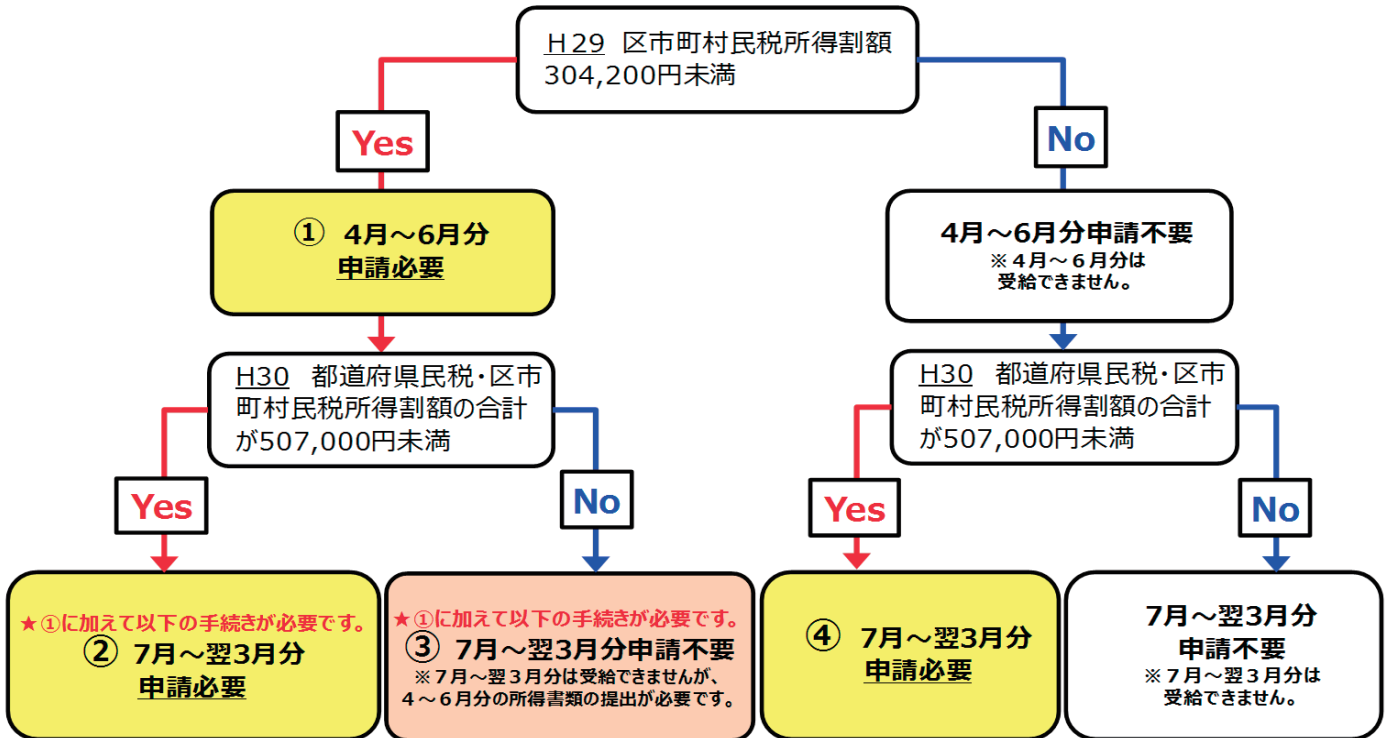 H29 区市町村民税所得割額
304,200円未満
Yes
No
① 4月～6月分
申請必要
4月～6月分申請不要
※４月～６月分は
受給できません。
H30 都道府県民税・区市
町村民税所得割額の合計
が507,000円未満
H30 都道府県民税・区市
町村民税所得割額の合計
が507,000円未満
Yes
No
Yes
No
★①に加えて以下の手続きが必要です。
② 7月～翌3月分
申請必要
★①に加えて以下の手続きが必要です。
③ 7月～翌3月分申請不要
※７月～翌３月分は受給できませんが、
４～６月分の所得書類の提出が必要です。
④ 7月～翌3月分
申請必要
7月～翌3月分
申請不要
※７月～翌３月分は
受給できません。